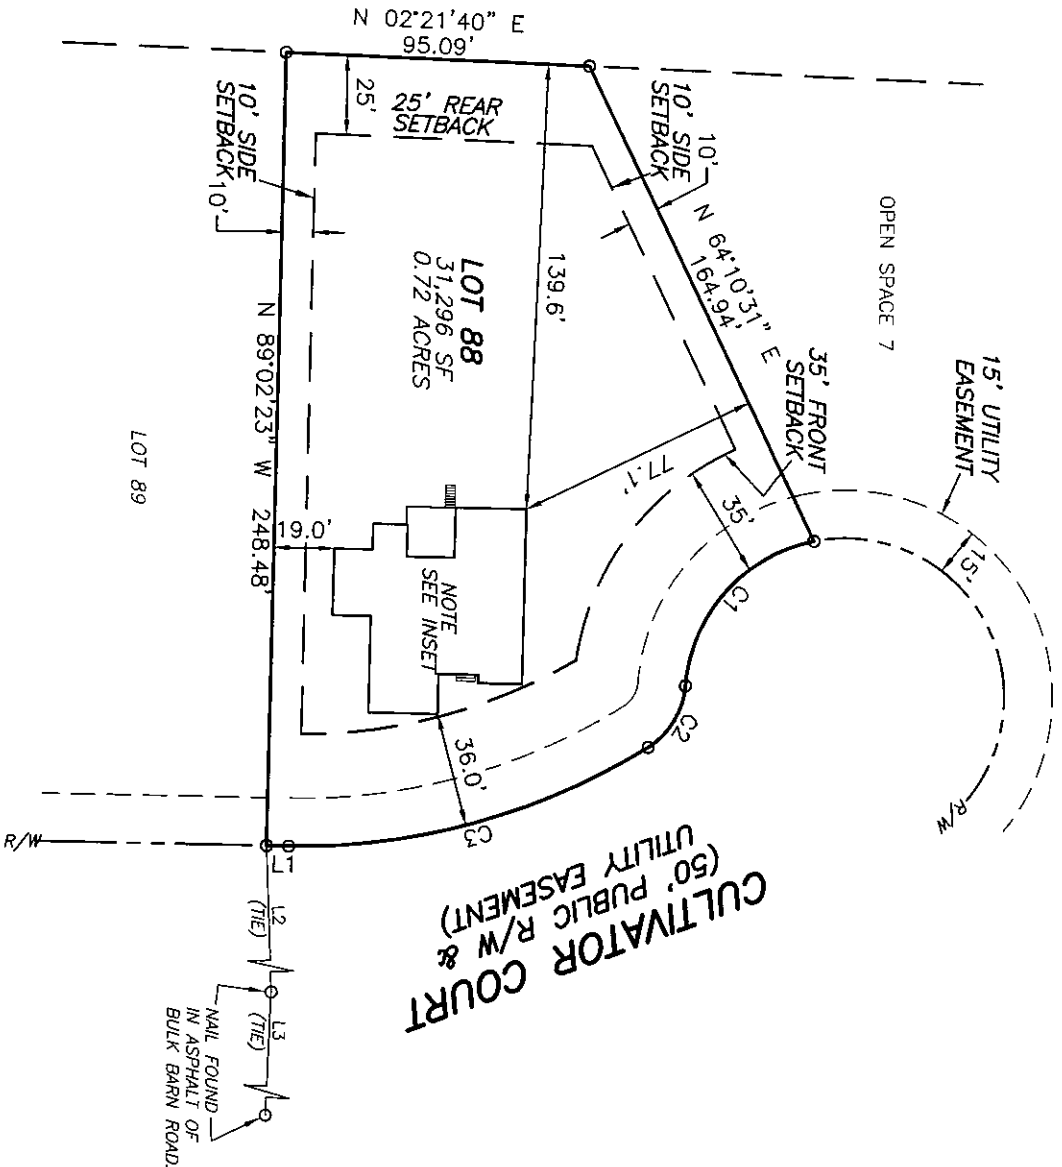 N 02°21'40" E
95.09'
25'
25' REAR
SETBACK
10' SIDE
SETBACK
10'
10' SIDE
SETBACK
10'
N 64°10'31" E
164.94'
OPEN SPACE 7
15' UTILITY
EASEMENT
15'
35' FRONT
SETBACK
35'
139.6'
77.1'
LOT 88
31,296 SF
0.72 ACRES
N 89°02'23" W 248.48'
LOT 89
19.0'
NOTE
SEE INSET
36.0'
C1
C2
C3
R/W
R/W
L1
L2
(TIE)
L3
(TIE)
CULTIVATOR COURT
(50' PUBLIC R/W &
UTILITY EASEMENT)
NAIL FOUND
IN ASPHALT OF
BULK BARN ROAD.